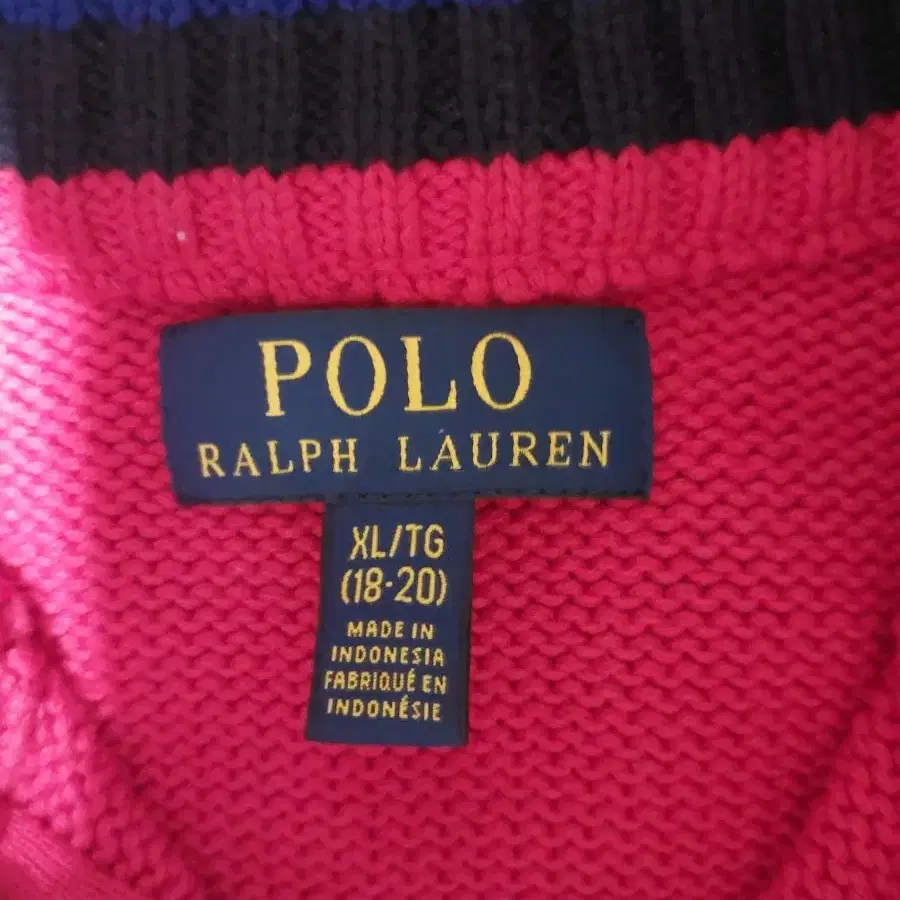 POLO
RALPH LAUREN
XL/TG
(18-20)
MADE IN
INDONESIA
FABRIQUÉ EN
INDONÉSIE